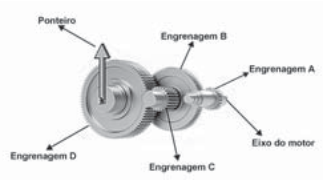 Ponteiro
Engrenagem B
Engrenagem A
Eixo do motor
Engrenagem D
Engrenagem C